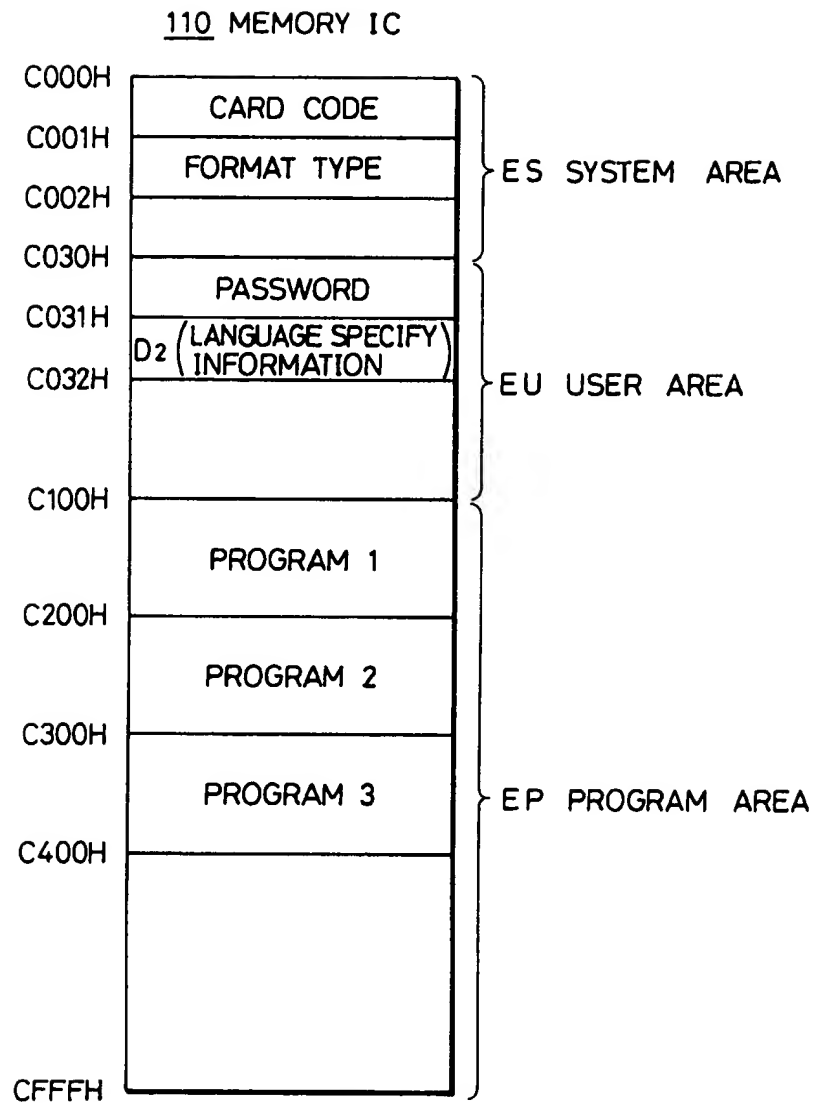 110 MEMORY IC
C000H
CARD CODE
C001H
FORMAT TYPE
ES SYSTEM AREA
C002H
C030H
PASSWORD
C031H
D2 (LANGUAGE SPECIFY
INFORMATION)
C032H
EU USER AREA
C100H
PROGRAM 1
C200H
PROGRAM 2
C300H
PROGRAM 3
EP PROGRAM AREA
C400H
CFFFH